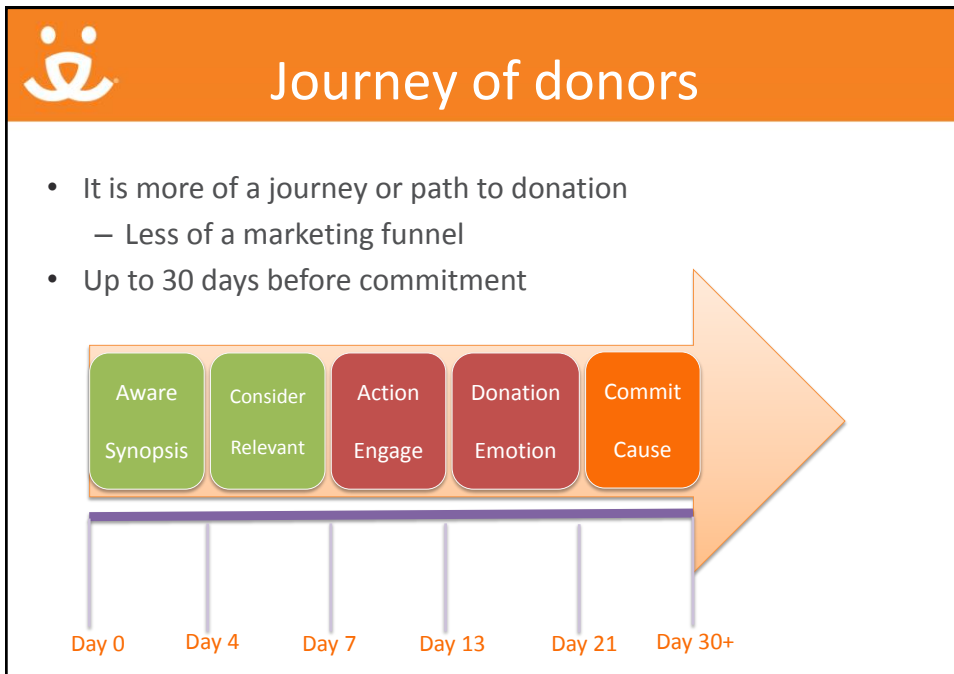 Journey of donors
• It is more of a journey or path to donation
– Less of a marketing funnel
• Up to 30 days before commitment
Aware
Synopsis
Consider
Relevant
Action
Engage
Donation
Emotion
Commit
Cause
Day 0
Day 4
Day 7
Day 13
Day 21
Day 30+